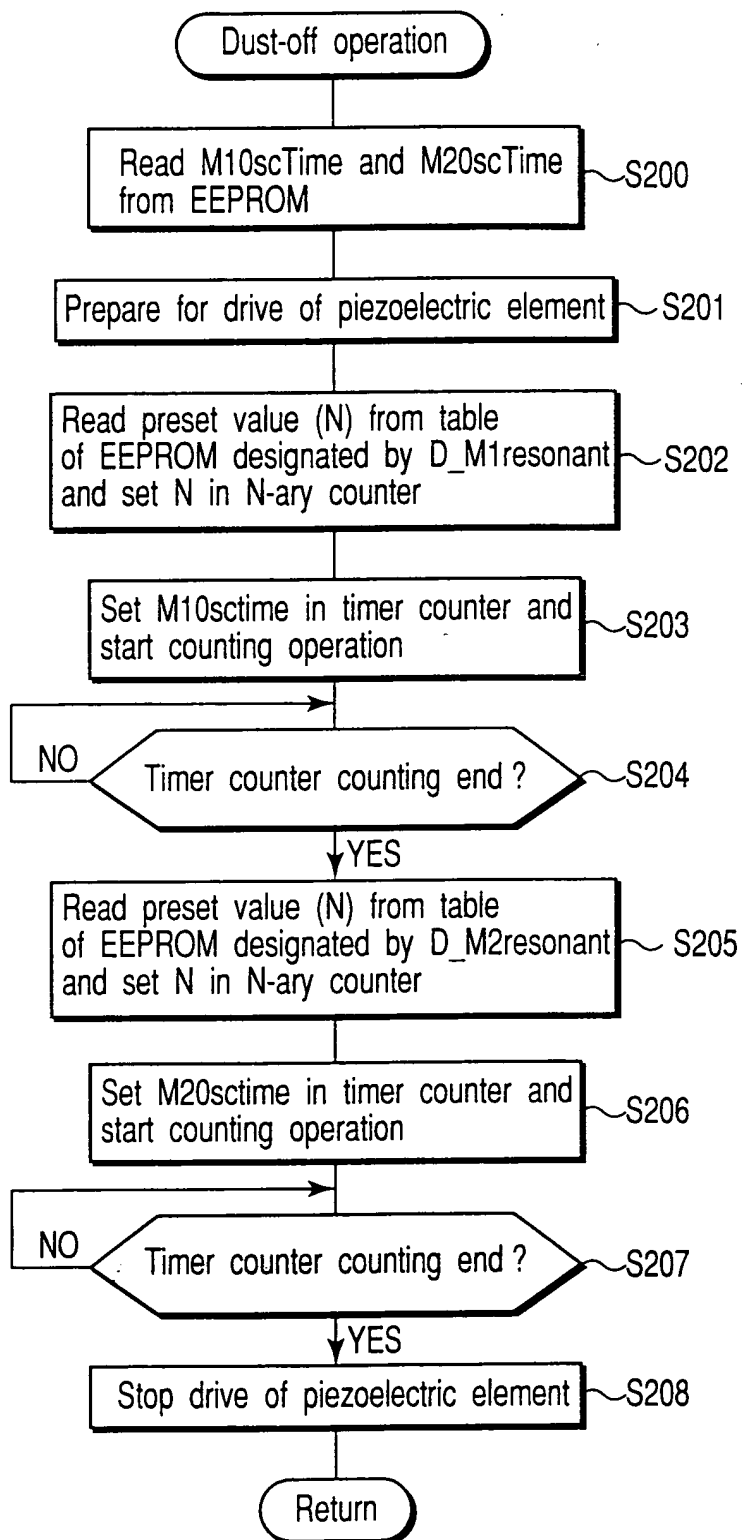 Dust-off operation
Read M10scTime and M20scTime
from EEPROM
S200
Prepare for drive of piezoelectric element
S201
Read preset value (N) from table
of EEPROM designated by D_M1resonant
and set N in N-ary counter
S202
Set M10sctime in timer counter and
start counting operation
S203
NO
Timer counter counting end ?
S204
YES
Read preset value (N) from table
of EEPROM designated by D_M2resonant
and set N in N-ary counter
S205
Set M20sctime in timer counter and
start counting operation
S206
NO
Timer counter counting end ?
S207
YES
Stop drive of piezoelectric element
S208
Return